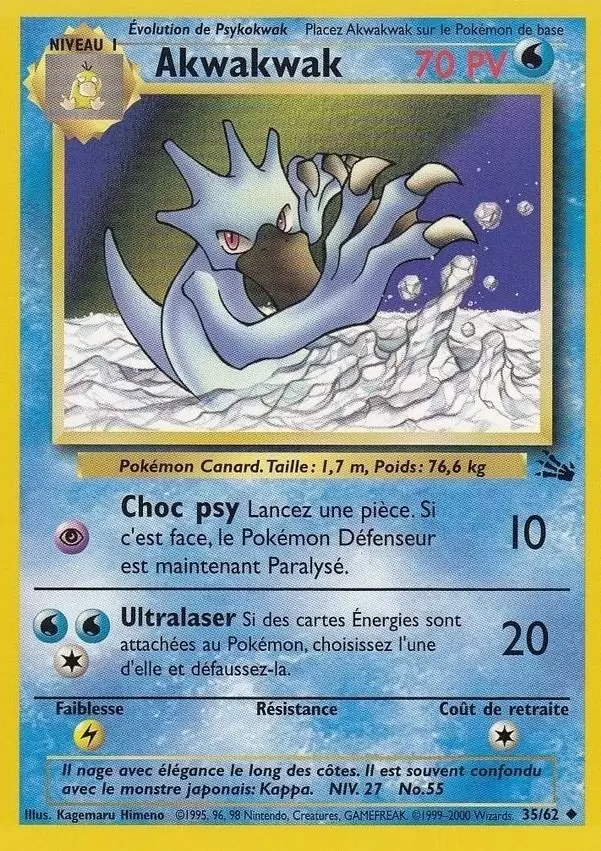 Évolution de Psykokwak Placez Akwakwak sur le Pokémon de base
NIVEAU 1
Akwakwak 70 PV
Pokémon Canard. Taille: 1,7 m, Poids: 76,6 kg
Choc psy Lancez une pièce. Si
c'est face, le Pokémon Défenseur
est maintenant Paralysé.
10
Ultralaser Si des cartes Énergies sont
attachées au Pokémon, choisissez l'une
d'elle et défaussez-la.
20
Faiblesse Résistance Coût de retraite
Il nage avec élégance le long des côtes. Il est souvent confondu
avec le monstre japonais: Kappa. NIV. 27 No.55
Illus. Kagemaru Himeno ©1995, 96, 98 Nintendo, Creatures, GAMEFREAK. ©1999-2000 Wizards. 35/62